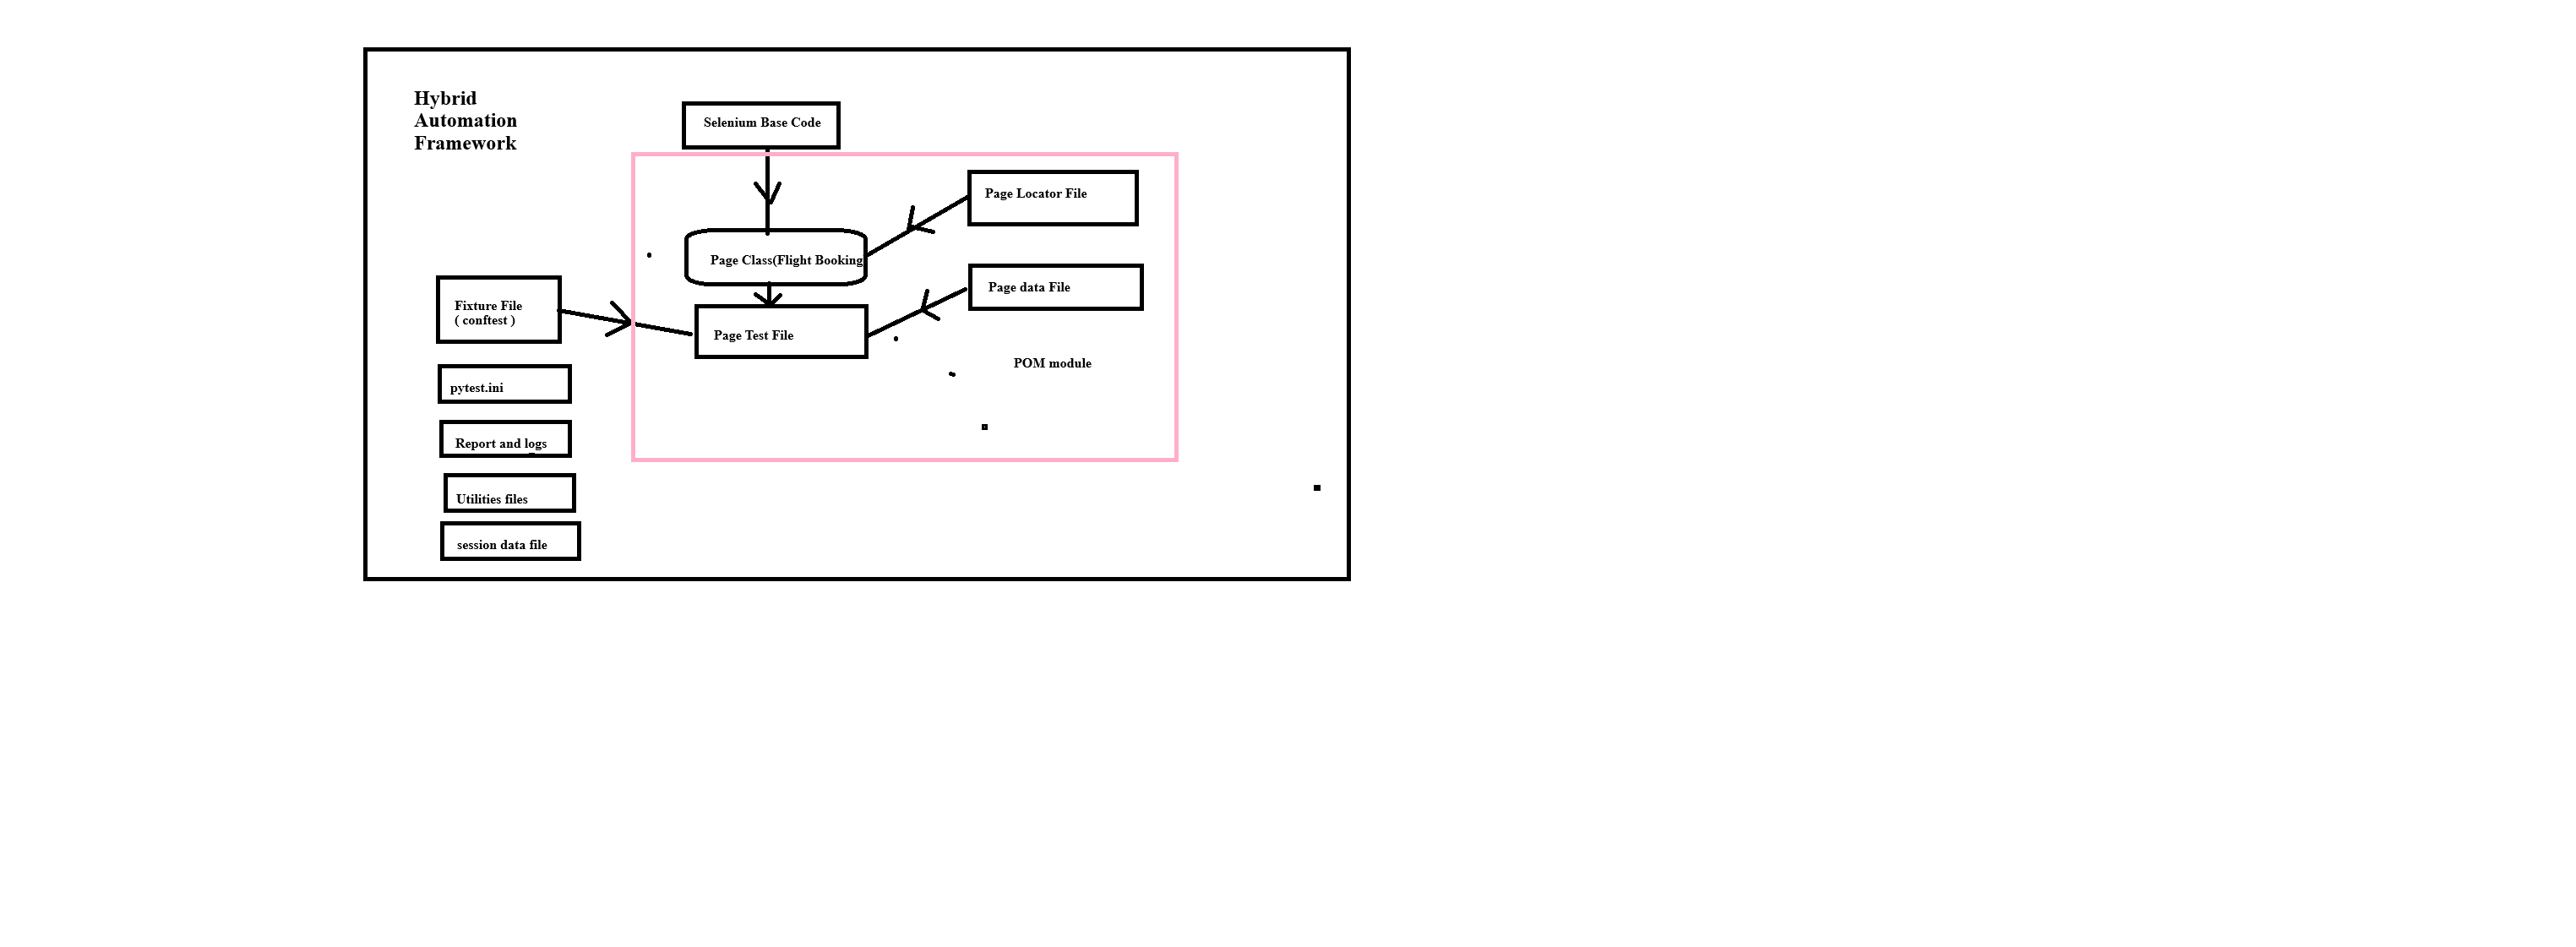 Hybrid
Automation
Framework
Selenium Base Code
Page Locator File
Page Class(Flight Booking
Page data File
Fixture File
( conftest )
Page Test File
POM module
pytest.ini
Report and logs
Utilities files
session data file